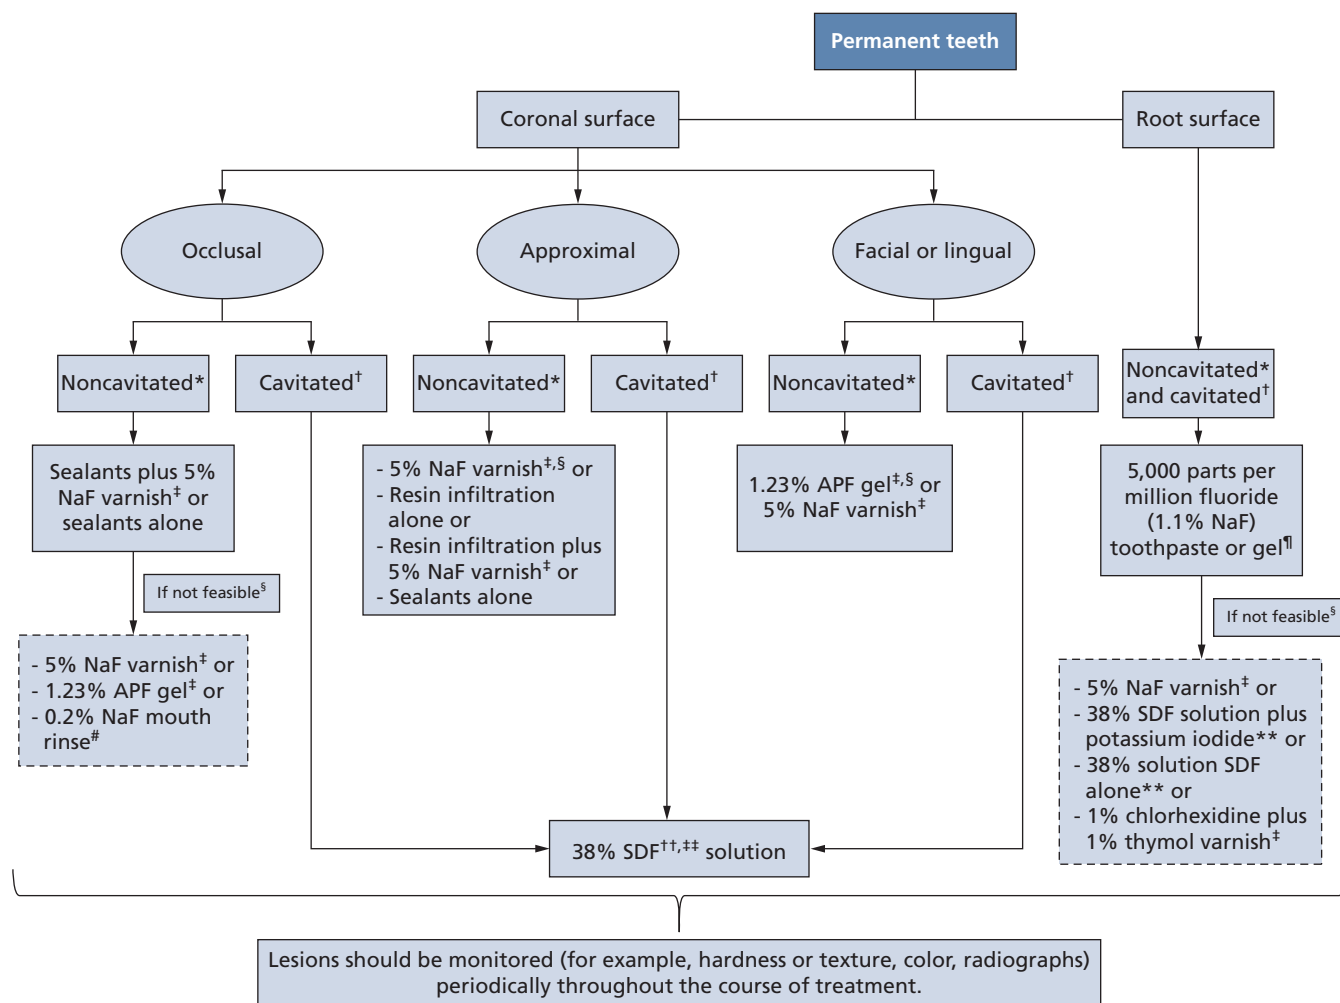 Permanent teeth
Coronal surface
Root surface
Occlusal
Approximal
Facial or lingual
Noncavitated*
Cavitated†
Noncavitated*
Cavitated†
Noncavitated*
Cavitated†
Noncavitated*
and cavitated†
Sealants plus 5%
NaF varnish‡ or
sealants alone
- 5% NaF varnish‡,§ or
- Resin infiltration
alone or
- Resin infiltration plus
5% NaF varnish‡ or
- Sealants alone
1.23% APF gel‡,§ or
5% NaF varnish‡
5,000 parts per
million fluoride
(1.1% NaF)
toothpaste or gel¶
If not feasible§
If not feasible§
- 5% NaF varnish‡ or
- 1.23% APF gel‡ or
- 0.2% NaF mouth
rinse#
- 5% NaF varnish‡ or
- 38% SDF solution plus
potassium iodide** or
- 38% solution SDF
alone** or
- 1% chlorhexidine plus
1% thymol varnish‡
38% SDF††,‡‡ solution
Lesions should be monitored (for example, hardness or texture, color, radiographs)
periodically throughout the course of treatment.